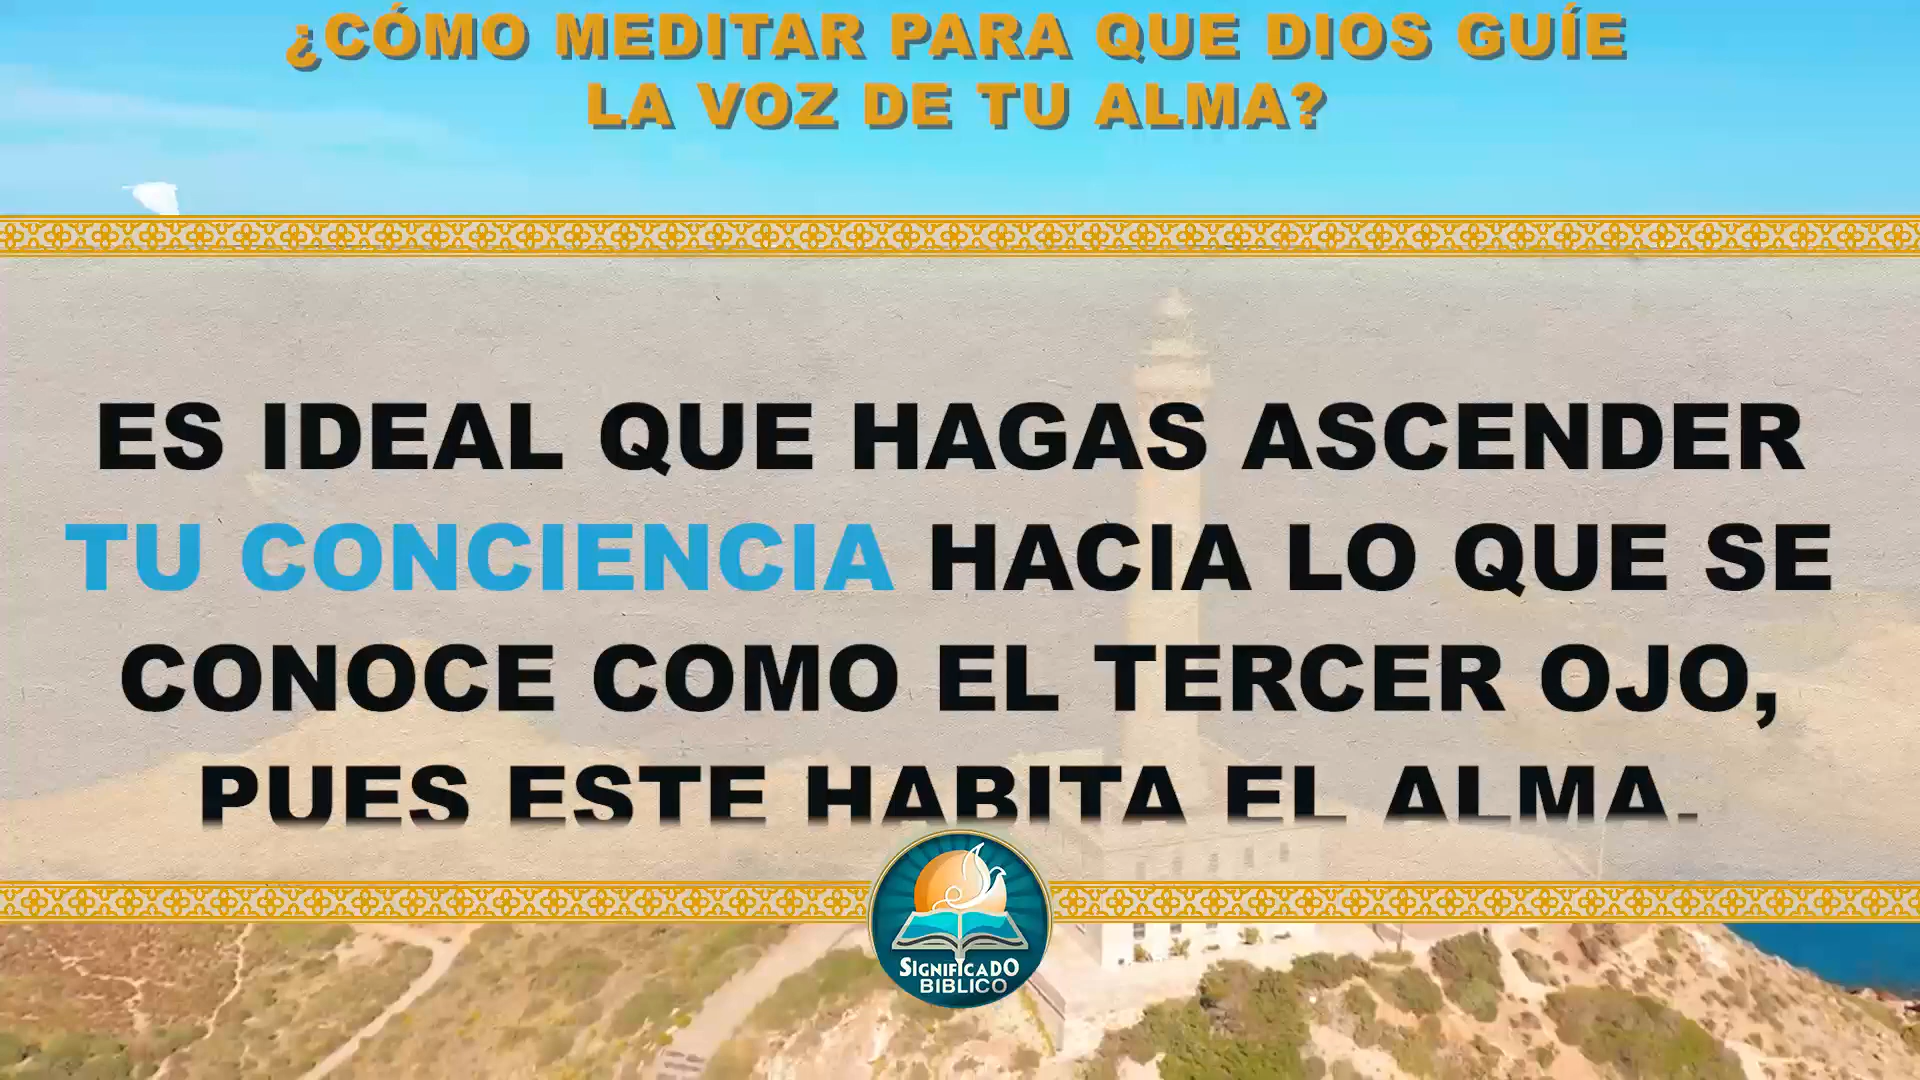 ¿CÓMO MEDITAR PARA QUE DIOS GUÍE
LA VOZ DE TU ALMA?
ES IDEAL QUE HAGAS ASCENDER
TU CONCIENCIA HACIA LO QUE SE
CONOCE COMO EL TERCER OJO,
PUES ESTE HABITA EL ALMA.
SIGNIFICADO
BIBLICO